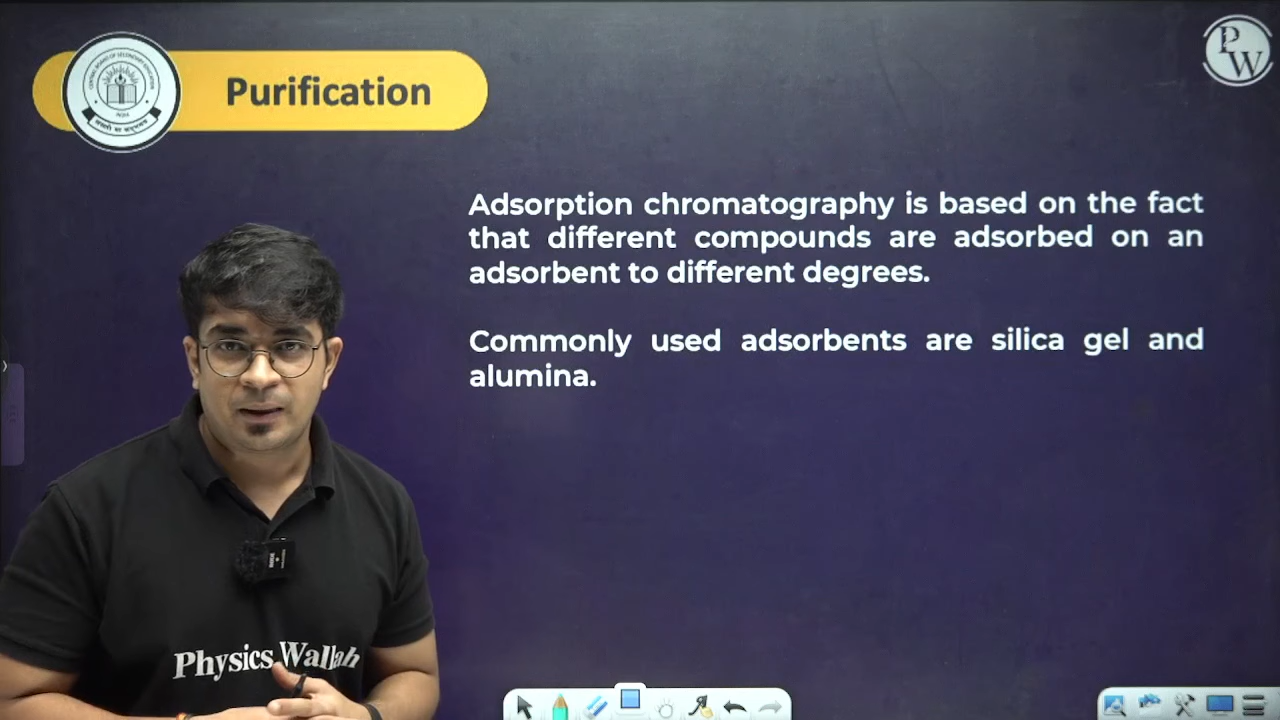 Purification
PW
Adsorption chromatography is based on the fact
that different compounds are adsorbed on an
adsorbent to different degrees.
Commonly used adsorbents are silica gel and
alumina.
Physics Wallah